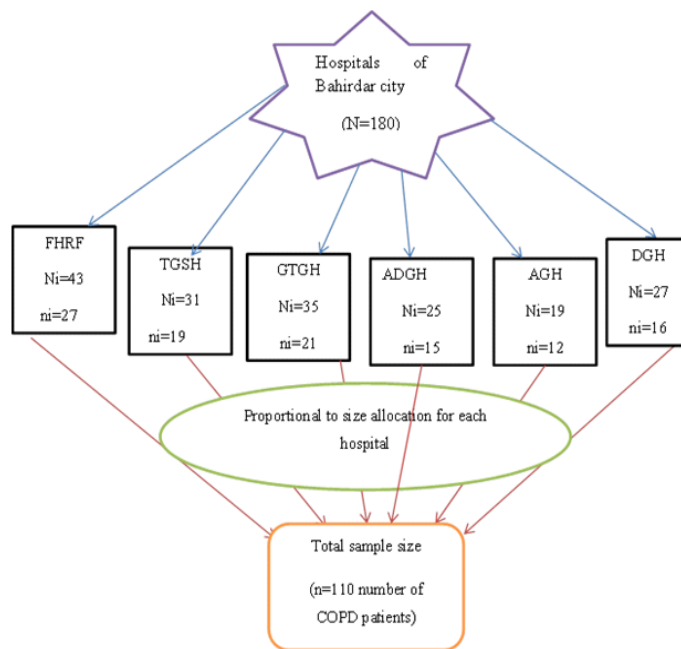 Hospitals of
Bahirdar city
(N=180)
FHRF
Ni=43
ni=27
TGSH
Ni=31
ni=19
GTGH
Ni=35
ni=21
ADGH
Ni=25
ni=15
AGH
Ni=19
ni=12
DGH
Ni=27
ni=16
Proportional to size allocation for each
hospital
Total sample size
(n=110 number of
COPD patients)